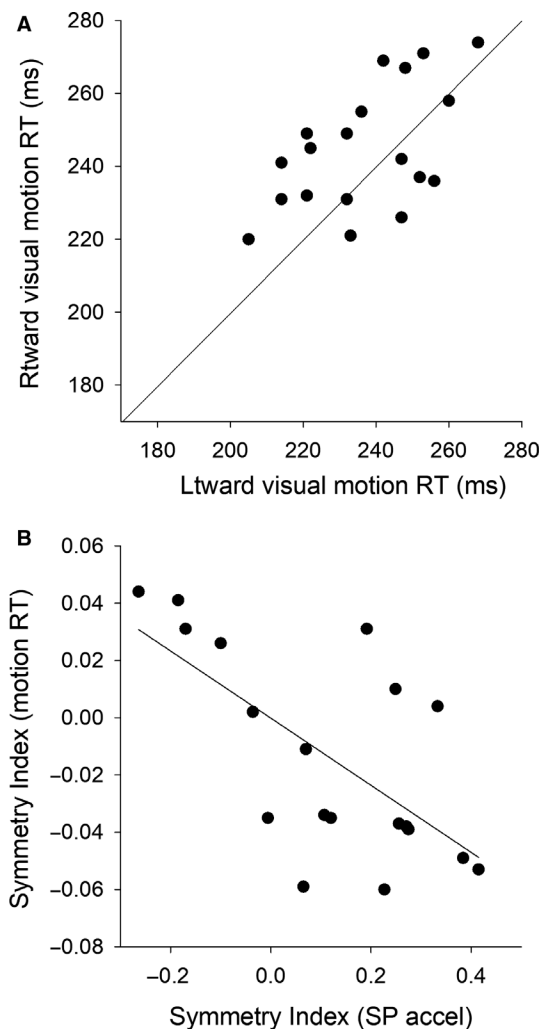 A
280
260
240
220
200
180
Rtward visual motion RT (ms)
180 200 220 240 260 280
Ltward visual motion RT (ms)
B
0.06
0.04
0.02
0.00
–0.02
–0.04
–0.06
–0.08
Symmetry Index (motion RT)
–0.2 0.0 0.2 0.4
Symmetry Index (SP accel)